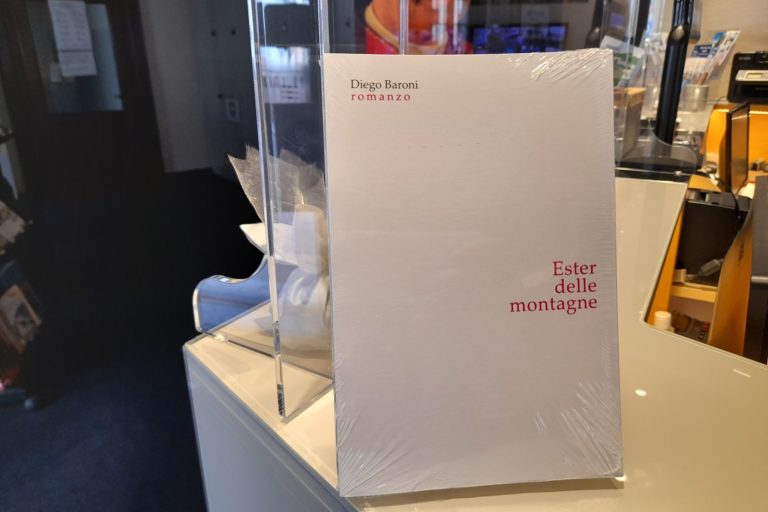 Diego Baroni
romanzo
Ester
delle
montagne